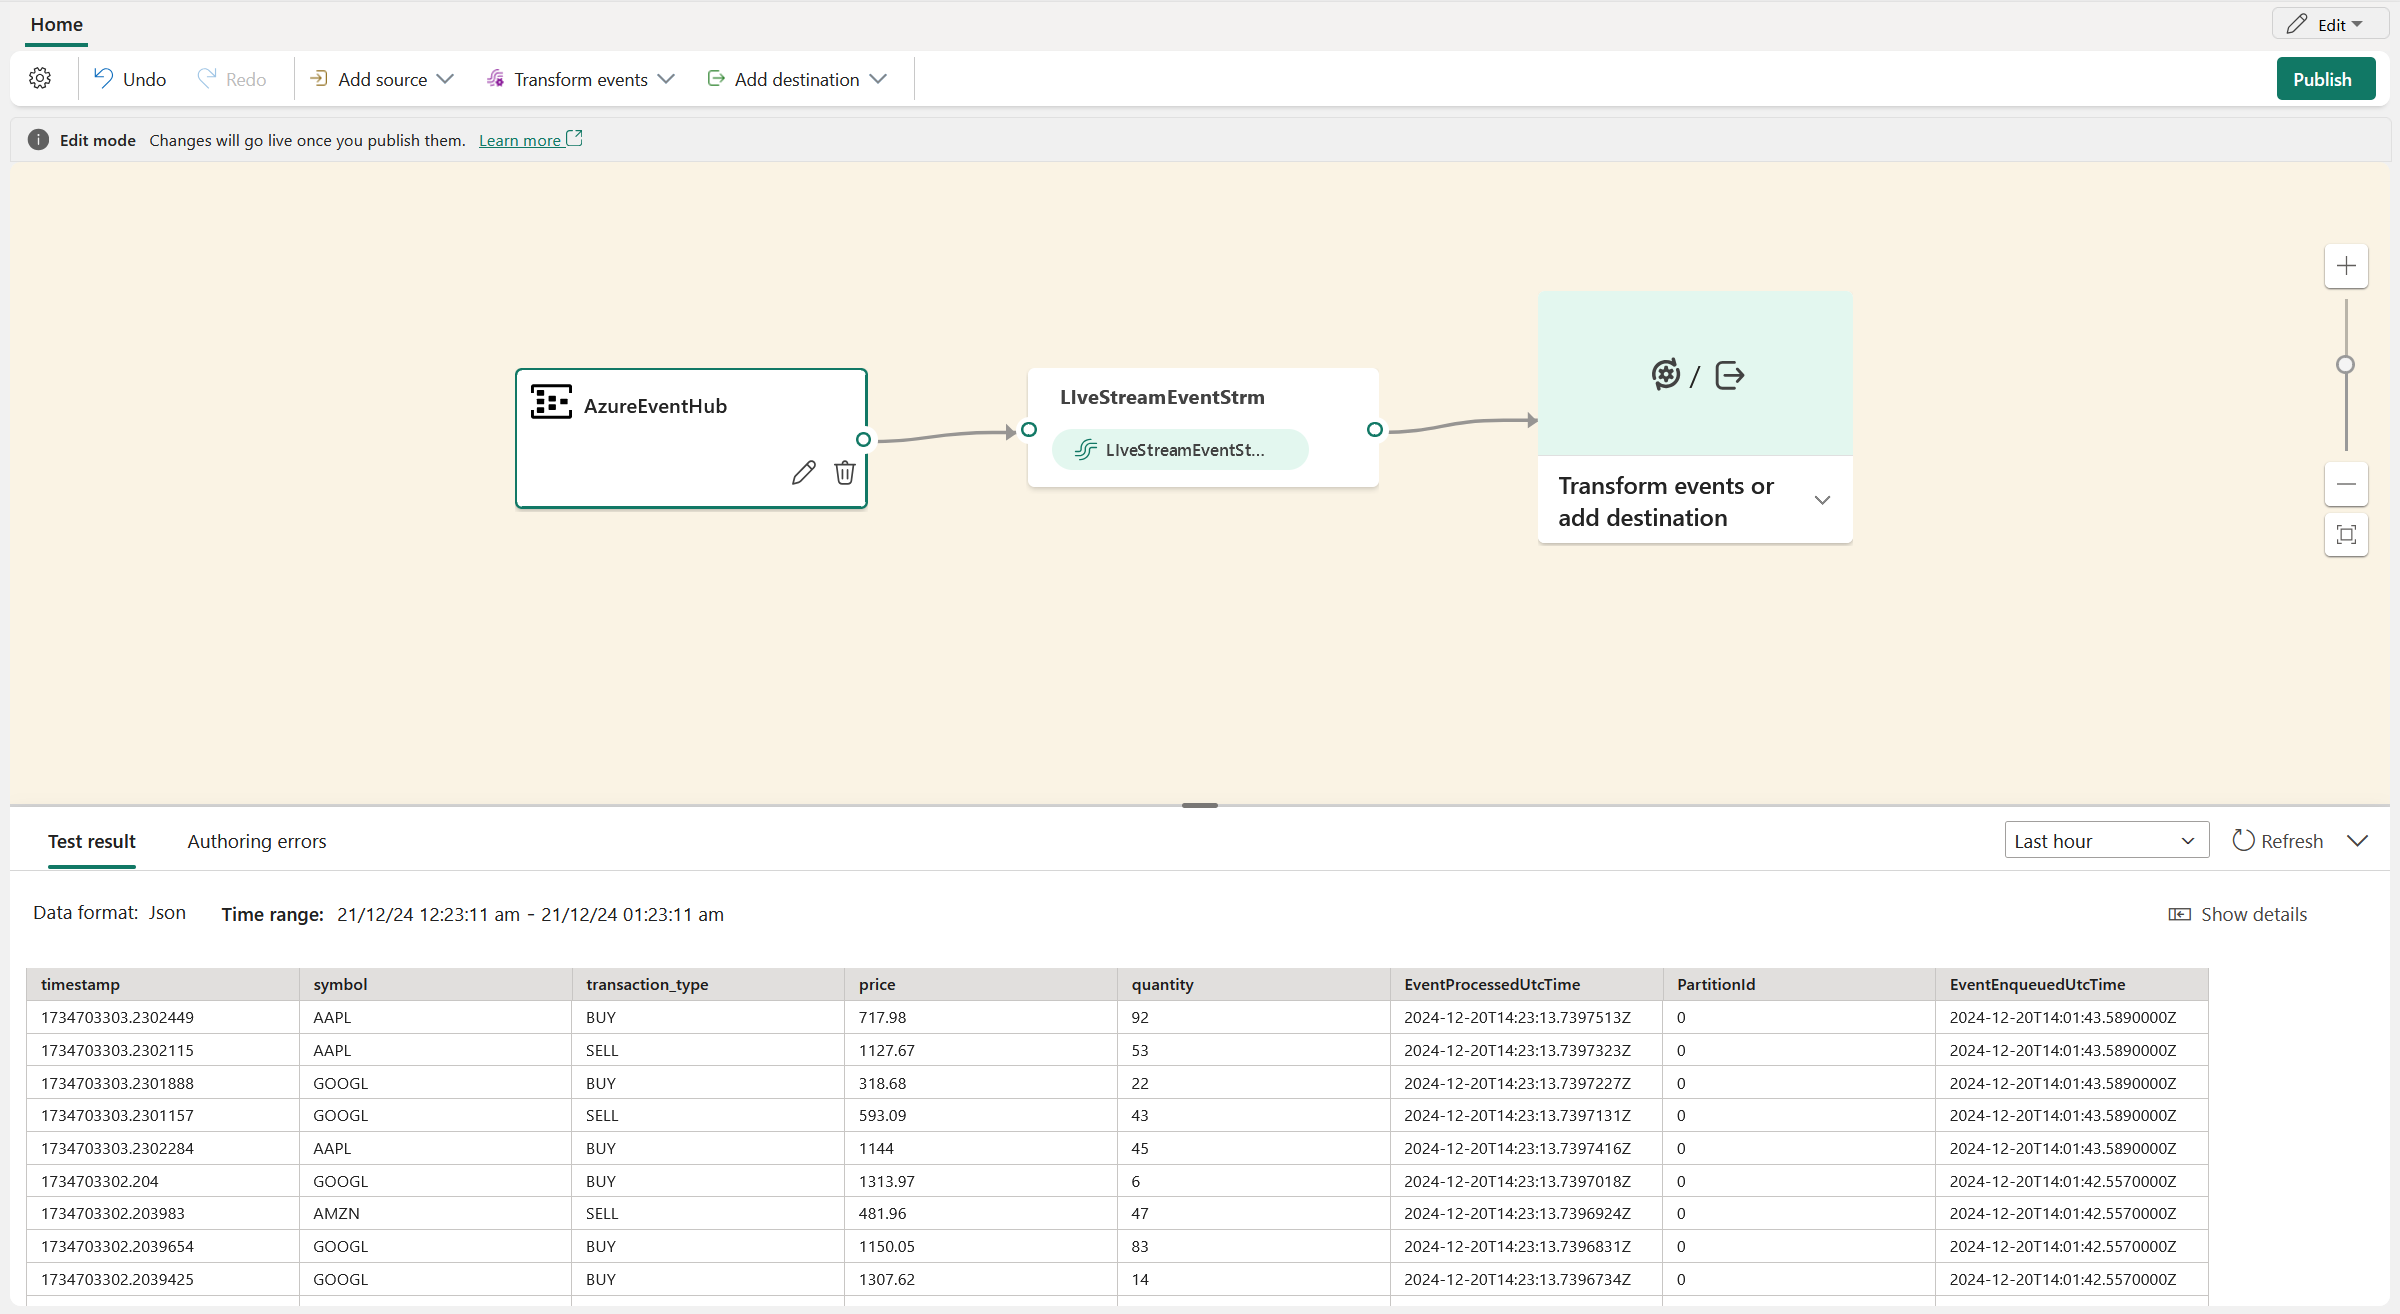 Home
Edit
Undo Redo Add source Transform events Add destination Publish
Edit mode Changes will go live once you publish them. Learn more
AzureEventHub
LIveStreamEventStrm
LIveStreamEventSt...
/
Transform events or
add destination
Test result Authoring errors Last hour Refresh
Data format: Json Time range: 21/12/24 12:23:11 am - 21/12/24 01:23:11 am Show details
timestamp symbol transaction_type price quantity EventProcessedUtcTime PartitionId EventEnqueuedUtcTime
1734703303.2302449 AAPL BUY 717.98 92 2024-12-20T14:23:13.7397513Z 0 2024-12-20T14:01:43.5890000Z
1734703303.2302115 AAPL SELL 1127.67 53 2024-12-20T14:23:13.7397323Z 0 2024-12-20T14:01:43.5890000Z
1734703303.2301888 GOOGL BUY 318.68 22 2024-12-20T14:23:13.7397227Z 0 2024-12-20T14:01:43.5890000Z
1734703303.2301157 GOOGL SELL 593.09 43 2024-12-20T14:23:13.7397131Z 0 2024-12-20T14:01:43.5890000Z
1734703303.2302284 AAPL BUY 1144 45 2024-12-20T14:23:13.7397416Z 0 2024-12-20T14:01:43.5890000Z
1734703302.204 GOOGL BUY 1313.97 6 2024-12-20T14:23:13.7397018Z 0 2024-12-20T14:01:42.5570000Z
1734703302.203983 AMZN SELL 481.96 47 2024-12-20T14:23:13.7396924Z 0 2024-12-20T14:01:42.5570000Z
1734703302.2039654 GOOGL BUY 1150.05 83 2024-12-20T14:23:13.7396831Z 0 2024-12-20T14:01:42.5570000Z
1734703302.2039425 GOOGL BUY 1307.62 14 2024-12-20T14:23:13.7396734Z 0 2024-12-20T14:01:42.5570000Z